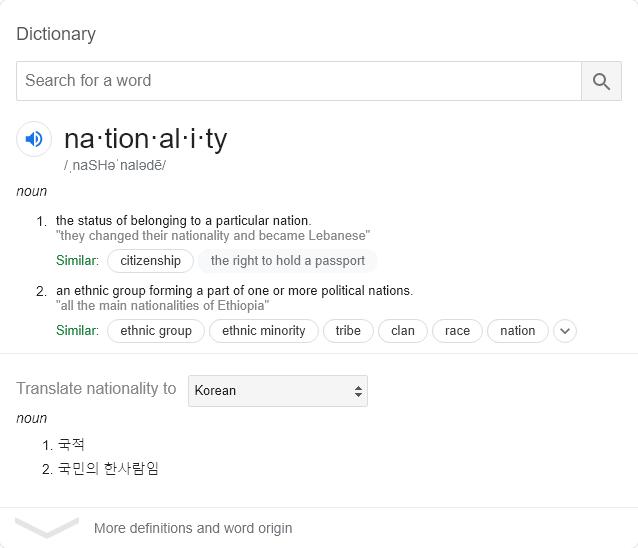 Dictionary
Search for a word
na·tion·al·i·ty
/ˌnaSHəˈnalədē/
noun
1. the status of belonging to a particular nation.
"they changed their nationality and became Lebanese"
Similar: citizenship the right to hold a passport
2. an ethnic group forming a part of one or more political nations.
"all the main nationalities of Ethiopia"
Similar: ethnic group ethnic minority tribe clan race nation
Translate nationality to Korean
noun
1. 국적
2. 국민의 한사람임
More definitions and word origin